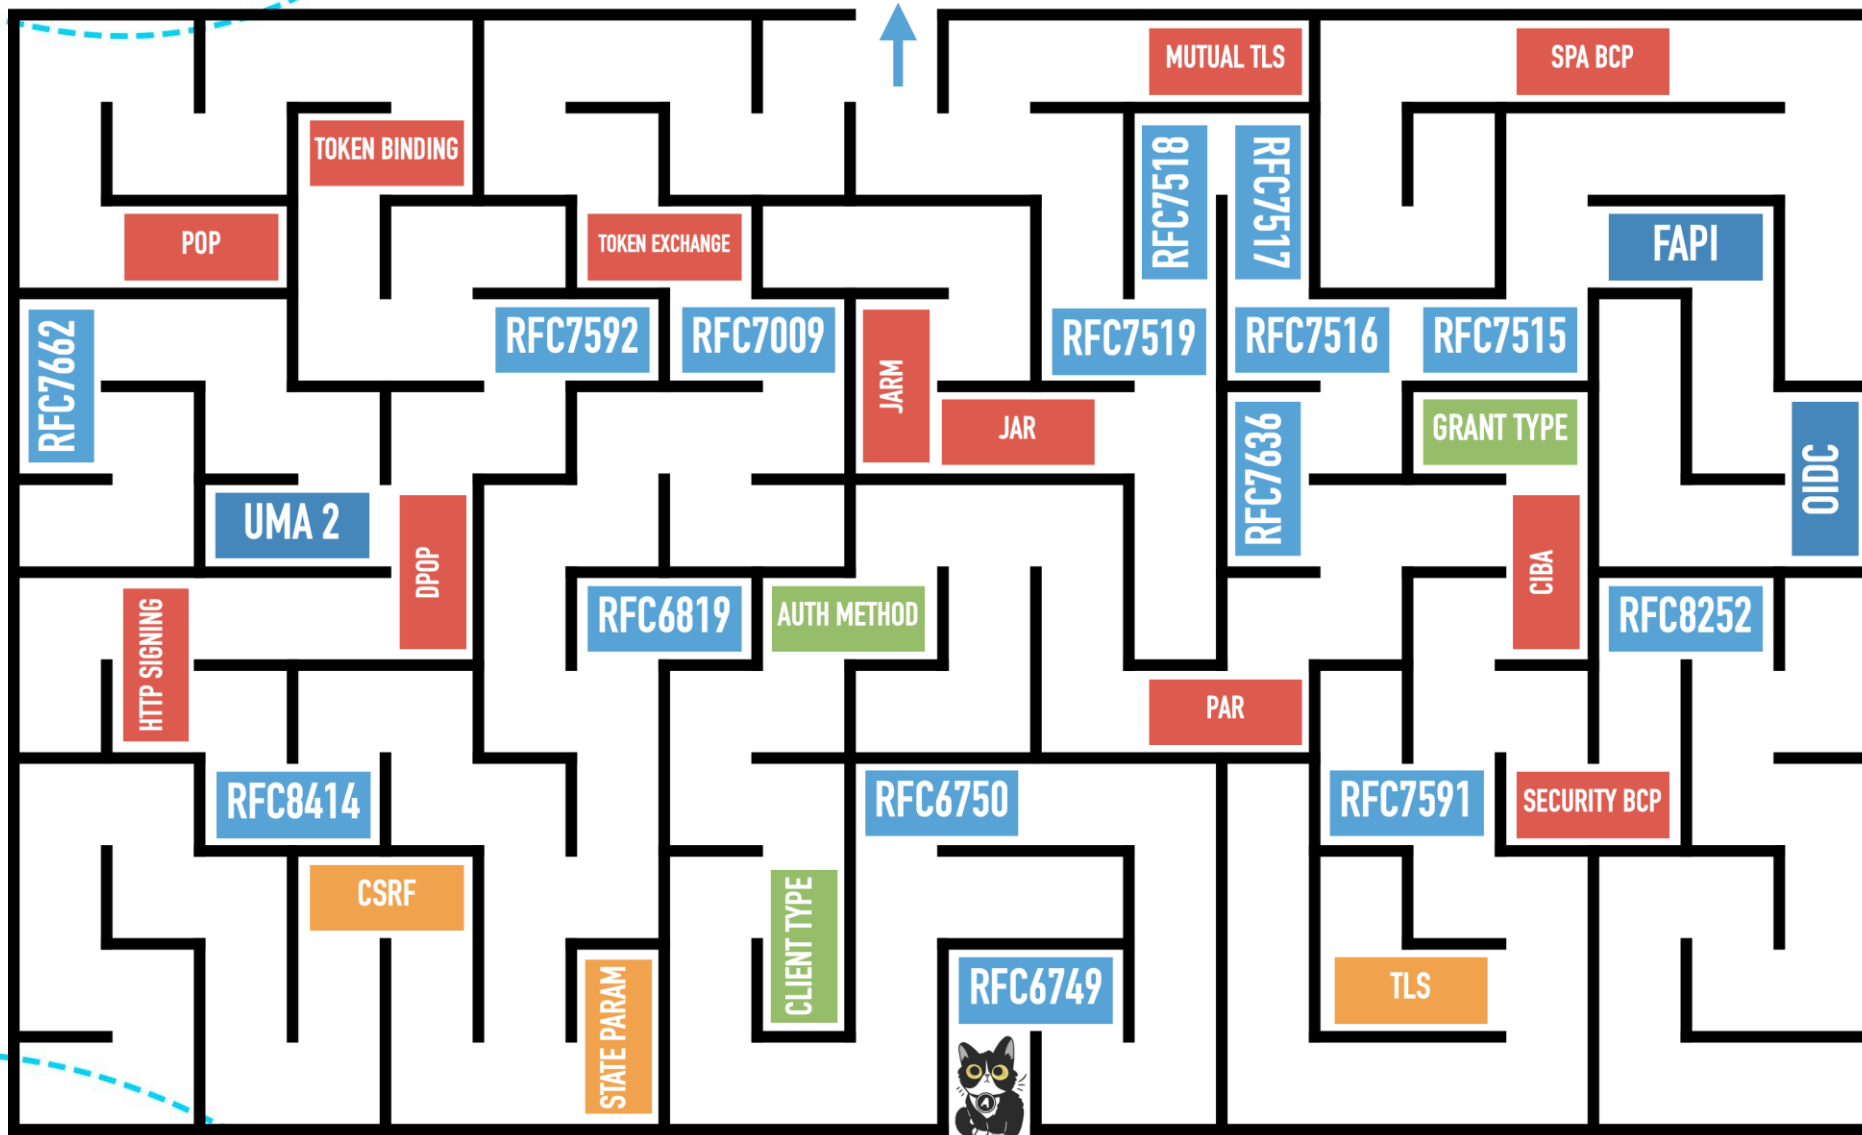 MUTUAL TLS
SPA BCP
TOKEN BINDING
RFC7518
RFC7517
POP
TOKEN EXCHANGE
FAPI
RFC7662
RFC7592
RFC7009
JARM
RFC7519
RFC7516
RFC7515
JAR
RFC7636
GRANT TYPE
OIDC
UMA 2
DPOP
CIBA
HTTP SIGNING
RFC6819
AUTH METHOD
RFC8252
PAR
RFC8414
RFC6750
RFC7591
SECURITY BCP
CSRF
CLIENT TYPE
STATE PARAM
RFC6749
TLS